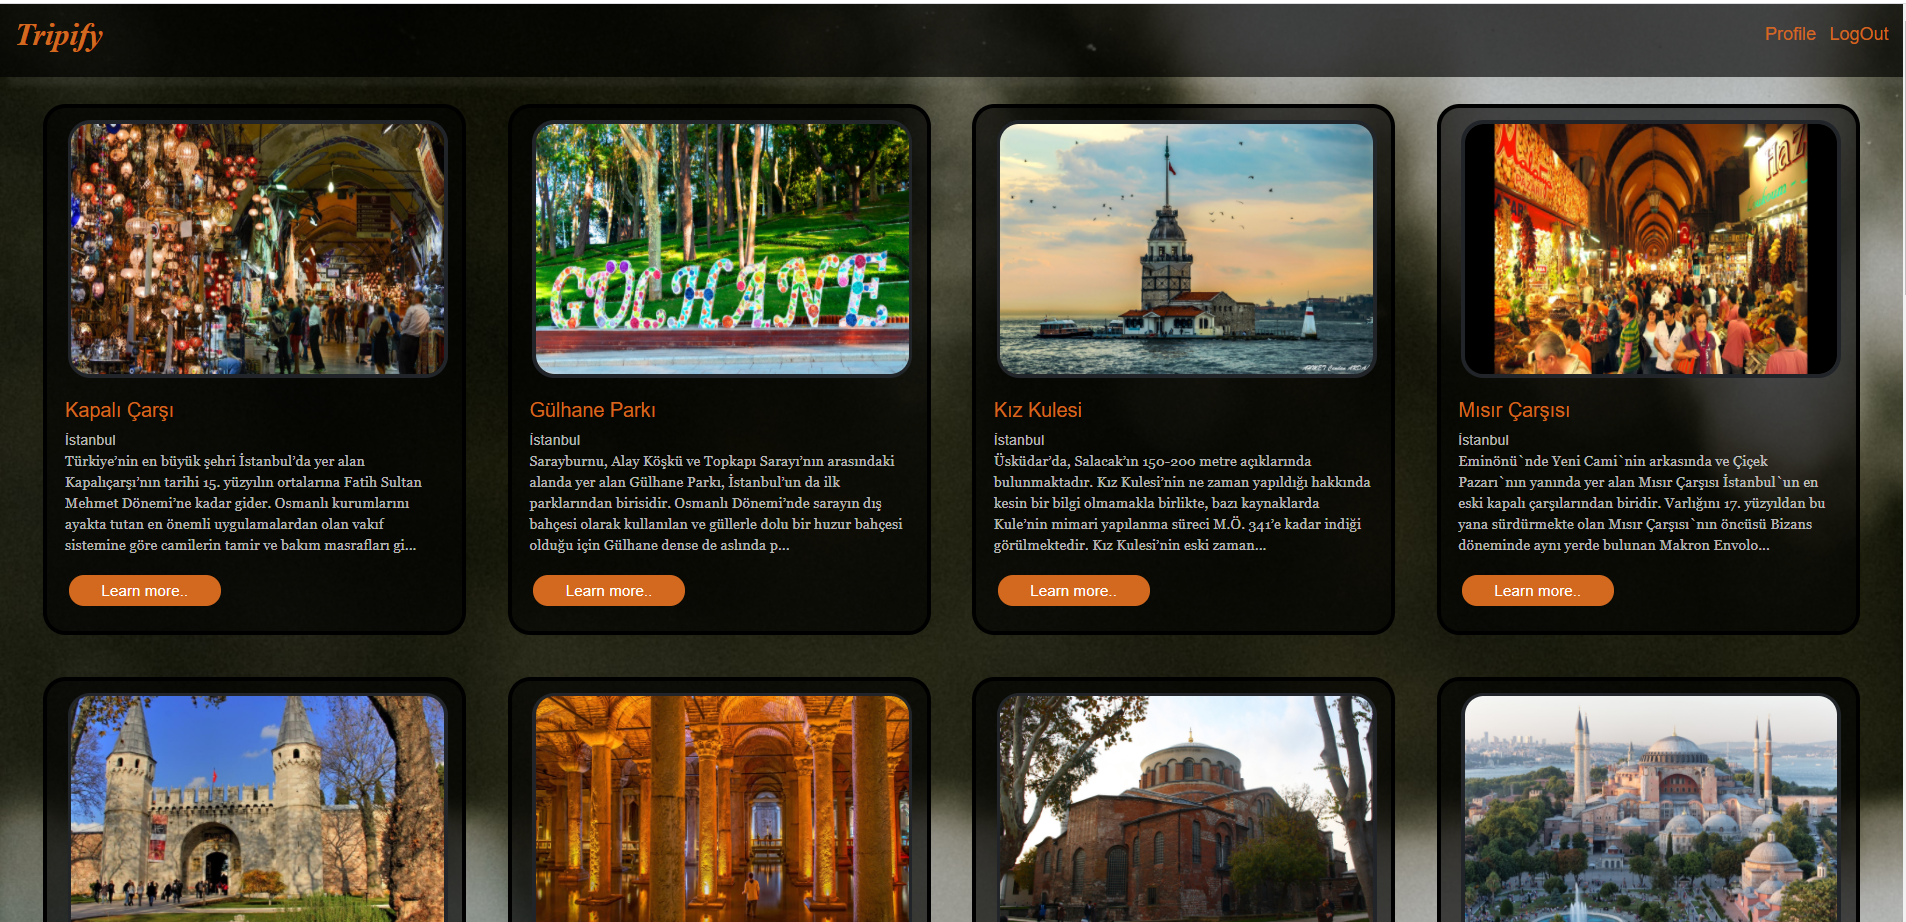 Tripify
Profile LogOut
GÜLHANE
Haz
AHMET Candan ARDA
Kapalı Çarşı
İstanbul
Türkiye’nin en büyük şehri İstanbul’da yer alan
Kapalıçarşı’nın tarihi 15. yüzyılın ortalarına Fatih Sultan
Mehmet Dönemi’ne kadar gider. Osmanlı kurumlarını
ayakta tutan en önemli uygulamalardan olan vakıf
sistemine göre camilerin tamir ve bakım masrafları gi...
Learn more..
Gülhane Parkı
İstanbul
Sarayburnu, Alay Köşkü ve Topkapı Sarayı’nın arasındaki
alanda yer alan Gülhane Parkı, İstanbul’un da ilk
parklarından birisidir. Osmanlı Dönemi’nde sarayın dış
bahçesi olarak kullanılan ve güllerle dolu bir huzur bahçesi
olduğu için Gülhane dense de aslında p...
Learn more..
Kız Kulesi
İstanbul
Üsküdar’da, Salacak’ın 150-200 metre açıklarında
bulunmaktadır. Kız Kulesi’nin ne zaman yapıldığı hakkında
kesin bir bilgi olmamakla birlikte, bazı kaynaklarda
Kule’nin mimari yapılanma süreci M.Ö. 341’e kadar indiği
görülmektedir. Kız Kulesi’nin eski zaman...
Learn more..
Mısır Çarşısı
İstanbul
Eminönü`nde Yeni Cami`nin arkasında ve Çiçek
Pazarı`nın yanında yer alan Mısır Çarşısı İstanbul`un en
eski kapalı çarşılarından biridir. Varlığını 17. yüzyıldan bu
yana sürdürmekte olan Mısır Çarşısı`nın öncüsü Bizans
döneminde aynı yerde bulunan Makron Envolo...
Learn more..